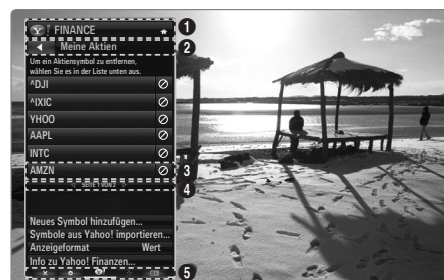 FINANCE
Meine Aktien
Um ein Aktiensymbol zu entfernen,
wählen Sie es in der Liste unten aus.
^DJI
^IXIC
YHOO
AAPL
INTC
AMZN
SEITE 1 VON 2
Neues Symbol hinzufügen...
Symbole aus Yahoo! importieren...
Anzeigeformat Wert
Info zu Yahoo! Finanzen...
1
2
3
4
5